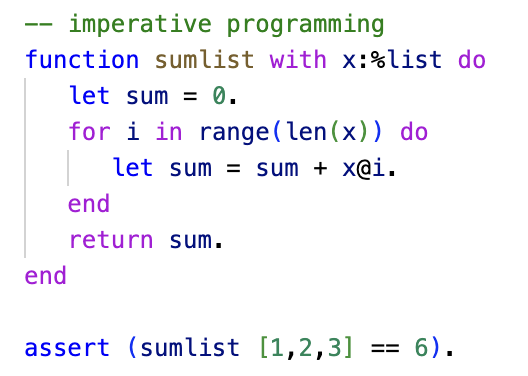 -- imperative programming
function sumlist with x:%list do
let sum = 0.
for i in range(len(x)) do
let sum = sum + x@i.
end
return sum.
end
assert (sumlist [1,2,3] == 6).